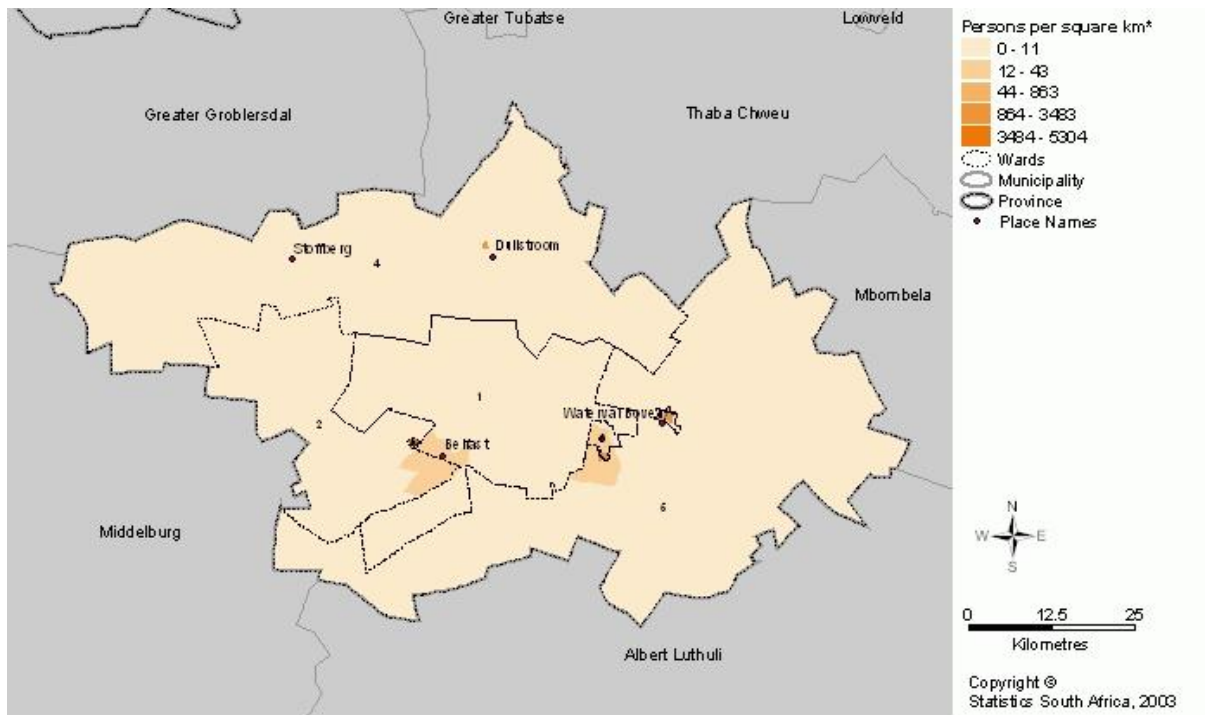 Greater Tubatse
Lowveld
Greater Groblersdal
Thaba Chweu
Stoffberg
Dullstroom
4
Mbombela
1
Waterval Bove
2
Belfast
6
Middelburg
Albert Luthuli
Persons per square km*
0 - 11
12 - 43
44 - 863
864 - 3483
3484 - 5304
Wards
Municipality
Province
Place Names
N
W
E
S
0
12.5
25
Kilometres
Copyright ©
Statistics South Africa, 2003